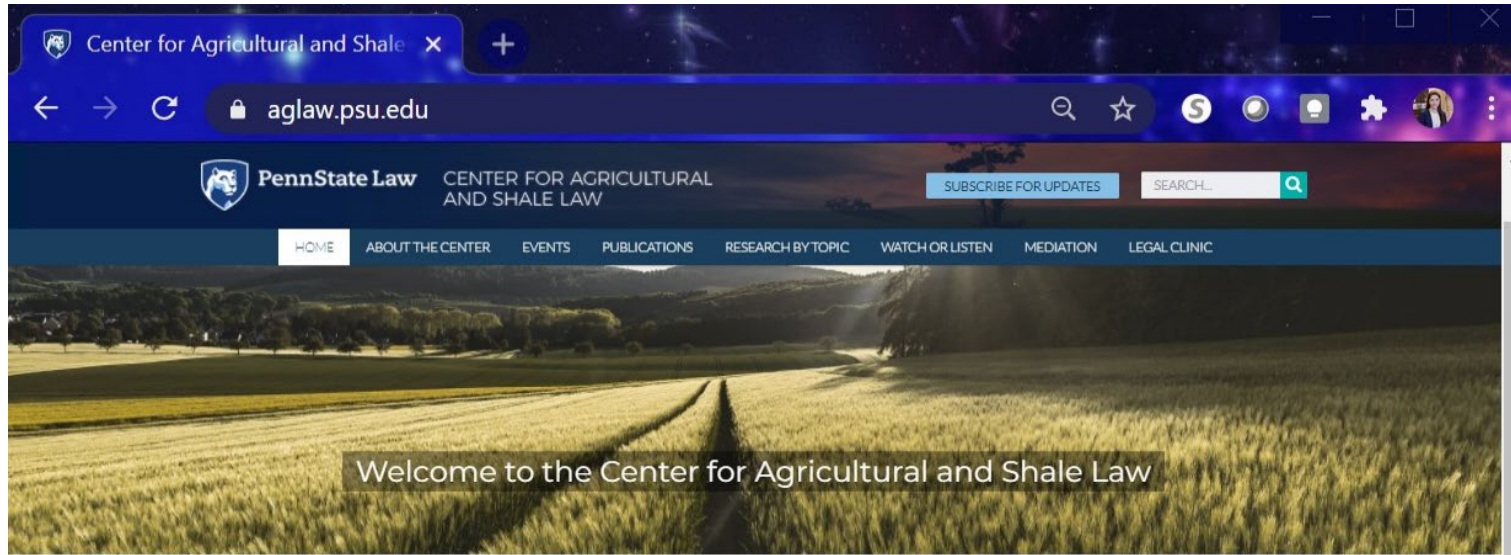 Center for Agricultural and Shale
aglaw.psu.edu
PennState Law
CENTER FOR AGRICULTURAL
AND SHALE LAW
SUBSCRIBE FOR UPDATES
SEARCH...
HOME ABOUT THE CENTER EVENTS PUBLICATIONS RESEARCH BY TOPIC WATCH OR LISTEN MEDIATION LEGAL CLINIC
Welcome to the Center for Agricultural and Shale Law